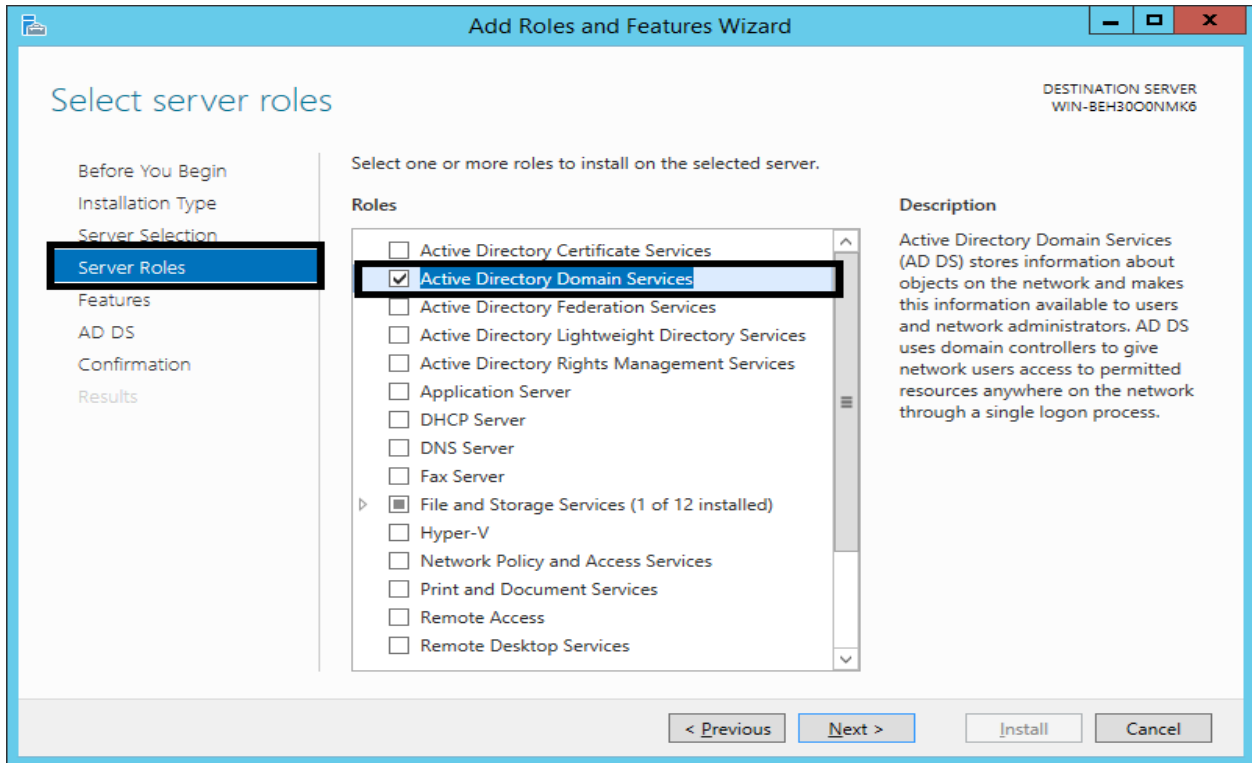 Add Roles and Features Wizard
Select server roles
DESTINATION SERVER
WIN-BEH30O0NMK6
Before You Begin
Installation Type
Server Selection
Server Roles
Features
AD DS
Confirmation
Results
Select one or more roles to install on the selected server.
Roles
Active Directory Certificate Services
Active Directory Domain Services
Active Directory Federation Services
Active Directory Lightweight Directory Services
Active Directory Rights Management Services
Application Server
DHCP Server
DNS Server
Fax Server
File and Storage Services (1 of 12 installed)
Hyper-V
Network Policy and Access Services
Print and Document Services
Remote Access
Remote Desktop Services
Description
Active Directory Domain Services
(AD DS) stores information about
objects on the network and makes
this information available to users
and network administrators. AD DS
uses domain controllers to give
network users access to permitted
resources anywhere on the network
through a single logon process.
< Previous
Next >
Install
Cancel